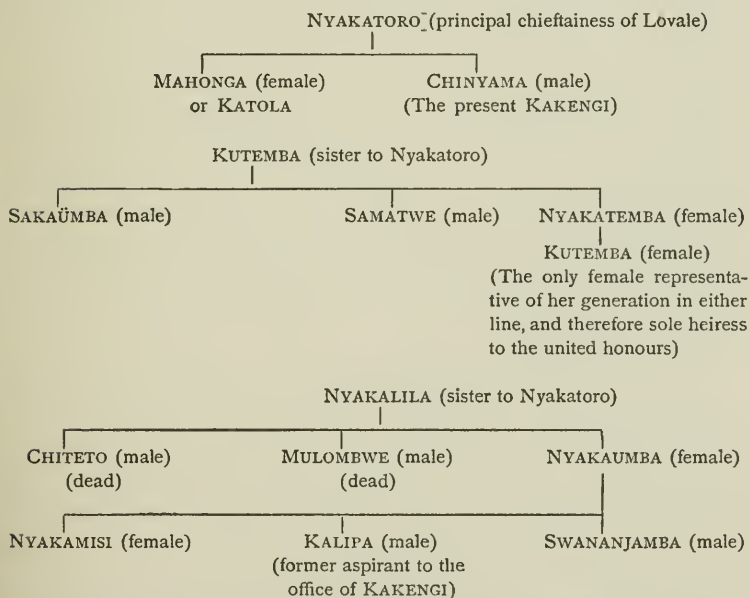 NYAKATORO (principal chieftainess of Lovale)
MAHONGA (female) CHINYAMA (male)
or KATOLA (The present KAKENGI)
KUTEMBA (sister to Nyakatoro)
SAKAÜMBA (male) SAMATWE (male) NYAKATEMBA (female)
KUTEMBA (female)
(The only female representa-
tive of her generation in either
line, and therefore sole heiress
to the united honours)
NYAKALILA (sister to Nyakatoro)
CHITETO (male) MULOMBWE (male) NYAKAUMBA (female)
(dead) (dead)
NYAKAMISI (female) KALIPA (male) SWANANJAMBA (male)
(former aspirant to the
office of KAKENGI)